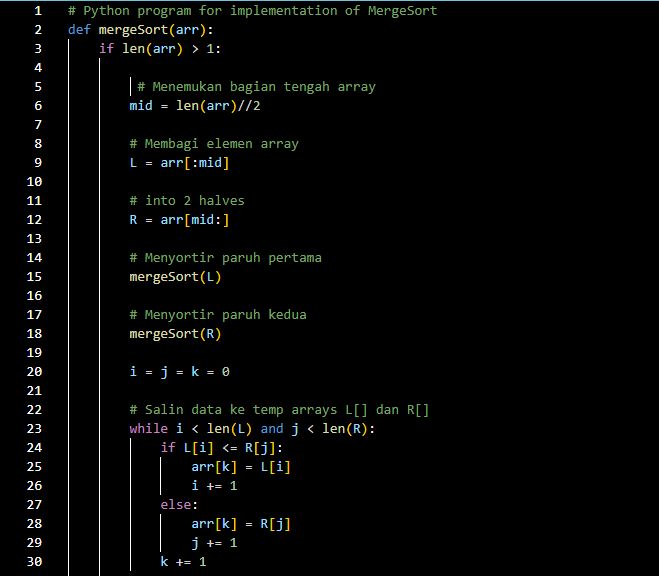 1 # Python program for implementation of MergeSort
2 def mergeSort(arr):
3     if len(arr) > 1:
4
5          # Menemukan bagian tengah array
6         mid = len(arr)//2
7
8         # Membagi elemen array
9         L = arr[:mid]
10
11         # into 2 halves
12         R = arr[mid:]
13
14         # Menyortir paruh pertama
15         mergeSort(L)
16
17         # Menyortir paruh kedua
18         mergeSort(R)
19
20         i = j = k = 0
21
22         # Salin data ke temp arrays L[] dan R[]
23         while i < len(L) and j < len(R):
24             if L[i] <= R[j]:
25                 arr[k] = L[i]
26                 i += 1
27             else:
28                 arr[k] = R[j]
29                 j += 1
30             k += 1